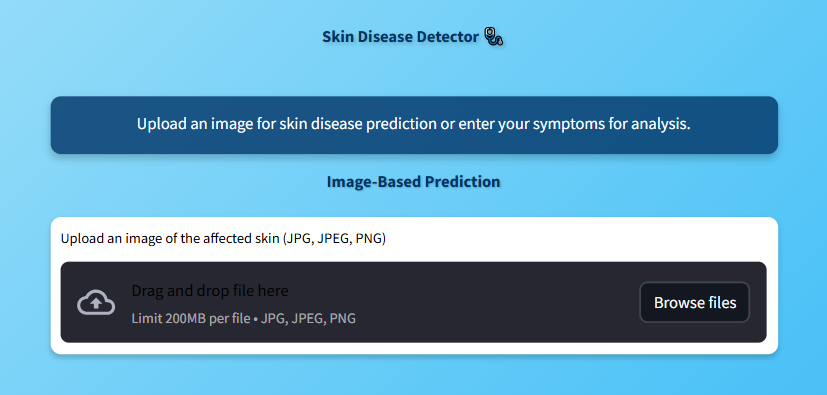 Skin Disease Detector 🩺
Upload an image for skin disease prediction or enter your symptoms for analysis.
Image-Based Prediction
Upload an image of the affected skin (JPG, JPEG, PNG)
Drag and drop file here
Limit 200MB per file • JPG, JPEG, PNG
Browse files